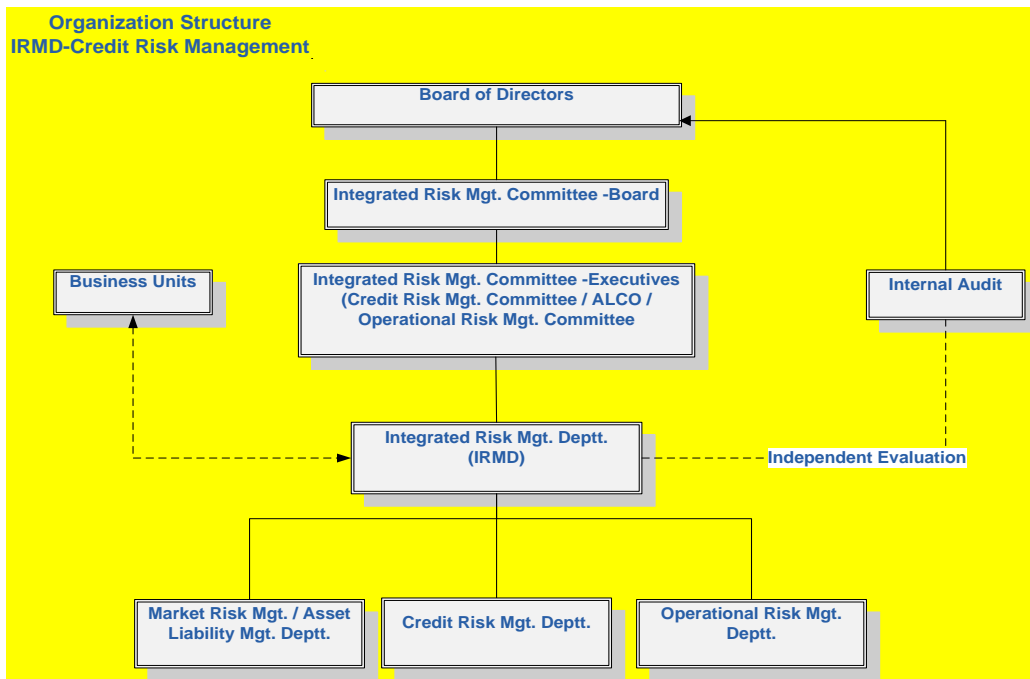 Organization Structure
IRMD-Credit Risk Management
Board of Directors
Integrated Risk Mgt. Committee -Board
Business Units
Integrated Risk Mgt. Committee -Executives
(Credit Risk Mgt. Committee / ALCO /
Operational Risk Mgt. Committee
Internal Audit
Integrated Risk Mgt. Deptt.
(IRMD)
Independent Evaluation
Market Risk Mgt. / Asset
Liability Mgt. Deptt.
Credit Risk Mgt. Deptt.
Operational Risk Mgt.
Deptt.